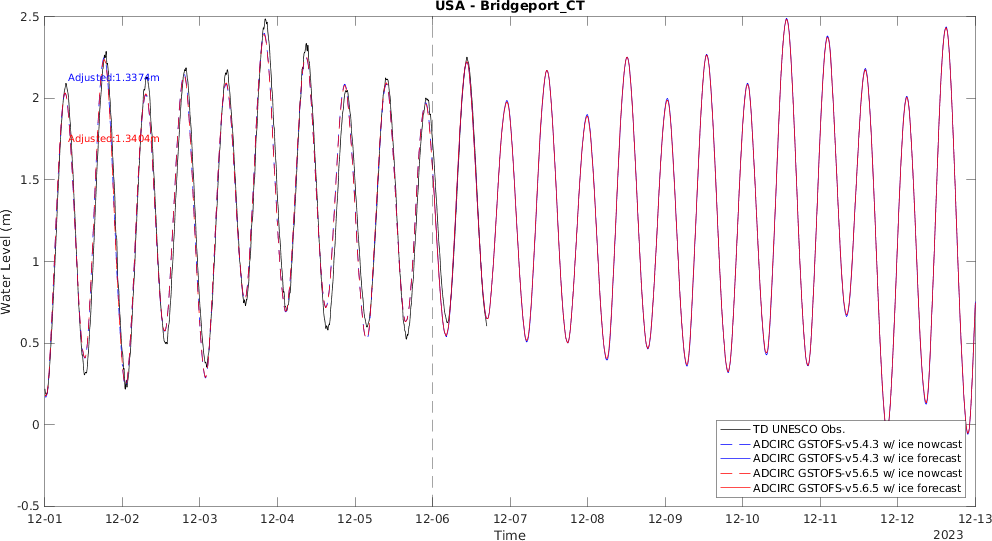 USA - Bridgeport_CT
2.5
2
1.5
1
0.5
0
-0.5
Water Level (m)
Adjusted:1.3374m
Adjusted:1.3404m
TD UNESCO Obs.
ADCIRC GSTOFS-v5.4.3 w/ ice nowcast
ADCIRC GSTOFS-v5.4.3 w/ ice forecast
ADCIRC GSTOFS-v5.6.5 w/ ice nowcast
ADCIRC GSTOFS-v5.6.5 w/ ice forecast
12-01 12-02 12-03 12-04 12-05 12-06 12-07 12-08 12-09 12-10 12-11 12-12 12-13
Time
2023